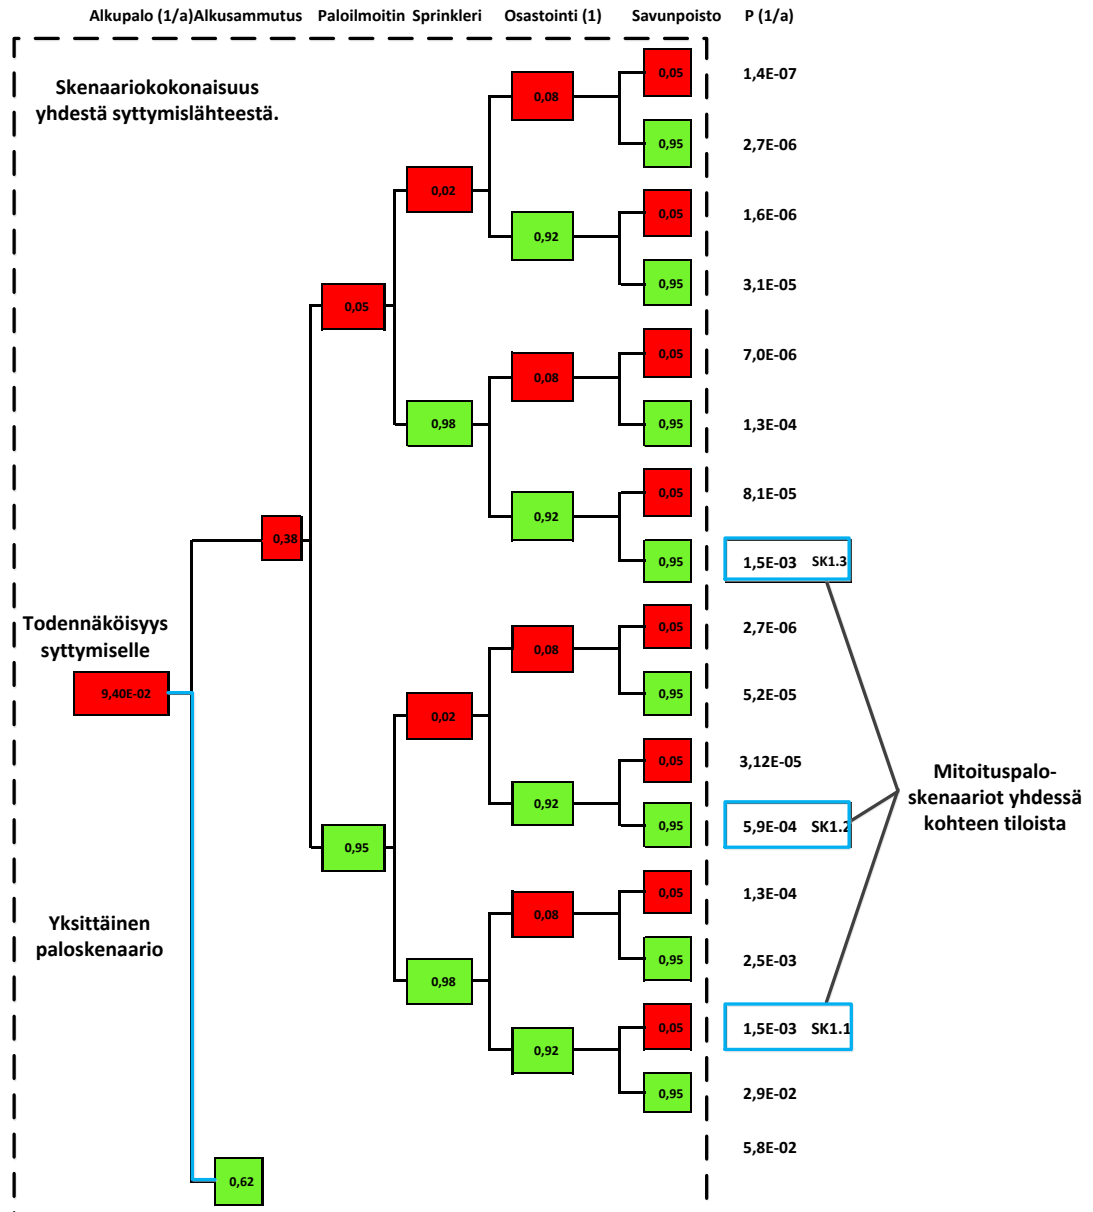 Alkupalo (1/a) Alkusammutus Paloilmoitin Sprinkleri Osastointi (1) Savunpoisto P (1/a)
Skenaariokokonaisuus
yhdestä syttymislähteestä.
0,05 1,4E-07
0,08
0,95 2,7E-06
0,02
0,05 1,6E-06
0,92
0,95 3,1E-05
0,05
0,05 7,0E-06
0,08
0,95 1,3E-04
0,98
0,05 8,1E-05
0,92
0,38
0,95 1,5E-03 SK1.3
Todennäköisyys
syttymiselle
0,05 2,7E-06
0,08
9,40E-02
0,95 5,2E-05
0,02
0,05 3,12E-05
0,92
Mitoituspalo-
skenaariot yhdessä
kohteen tiloista
0,95 5,9E-04 SK1.2
0,95
0,05 1,3E-04
0,08
Yksittäinen
paloskenaario
0,95 2,5E-03
0,98
0,05 1,5E-03 SK1.1
0,92
0,95 2,9E-02
5,8E-02
0,62